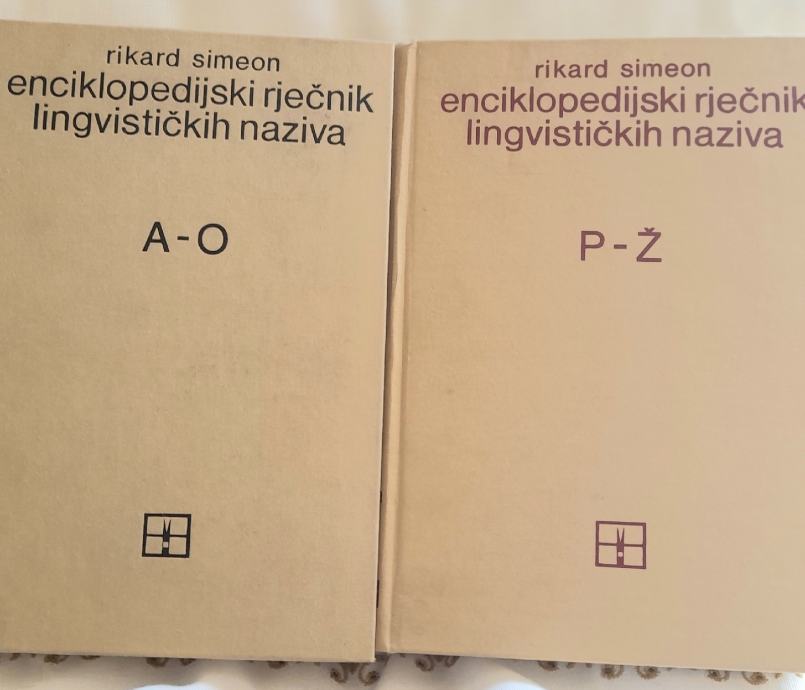 rikard simeon
enciklopedijski rječnik
lingvističkih naziva
A-O
rikard simeon
enciklopedijski rječnik
lingvističkih naziva
P-Ž